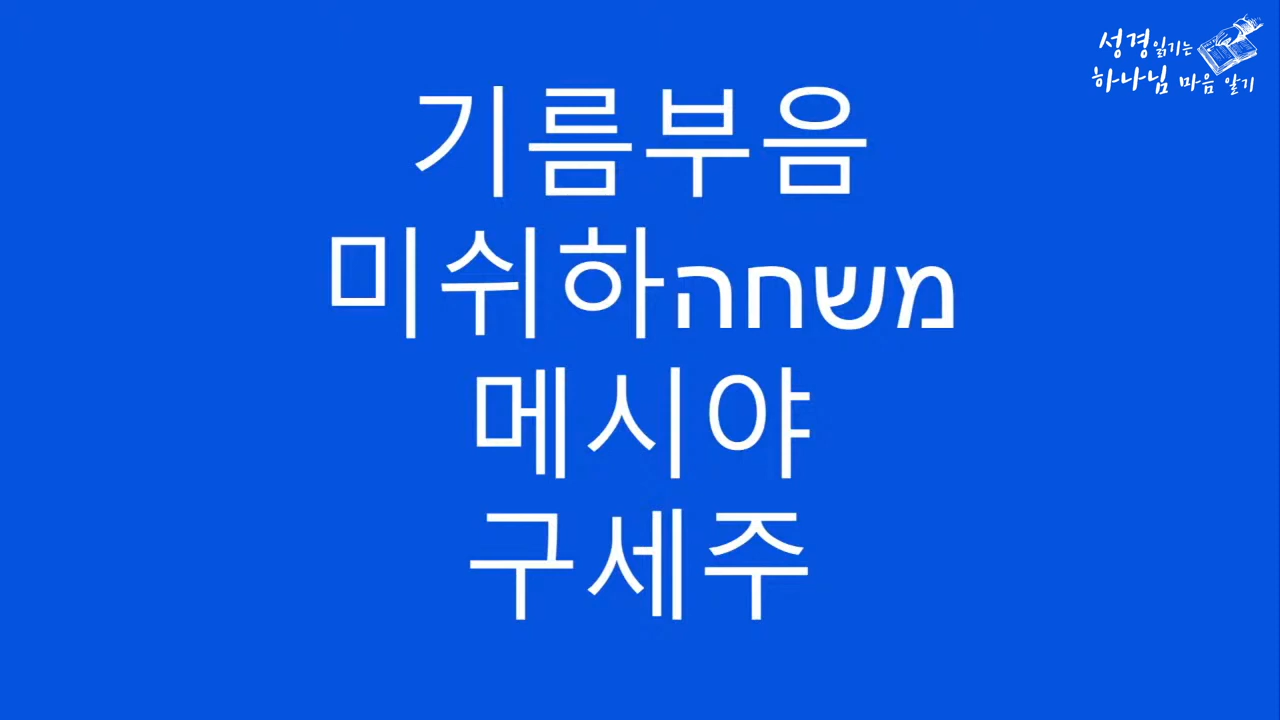 성경읽기는
하나님 마음 알기
기름부음
미쉬하משחה
메시야
구세주